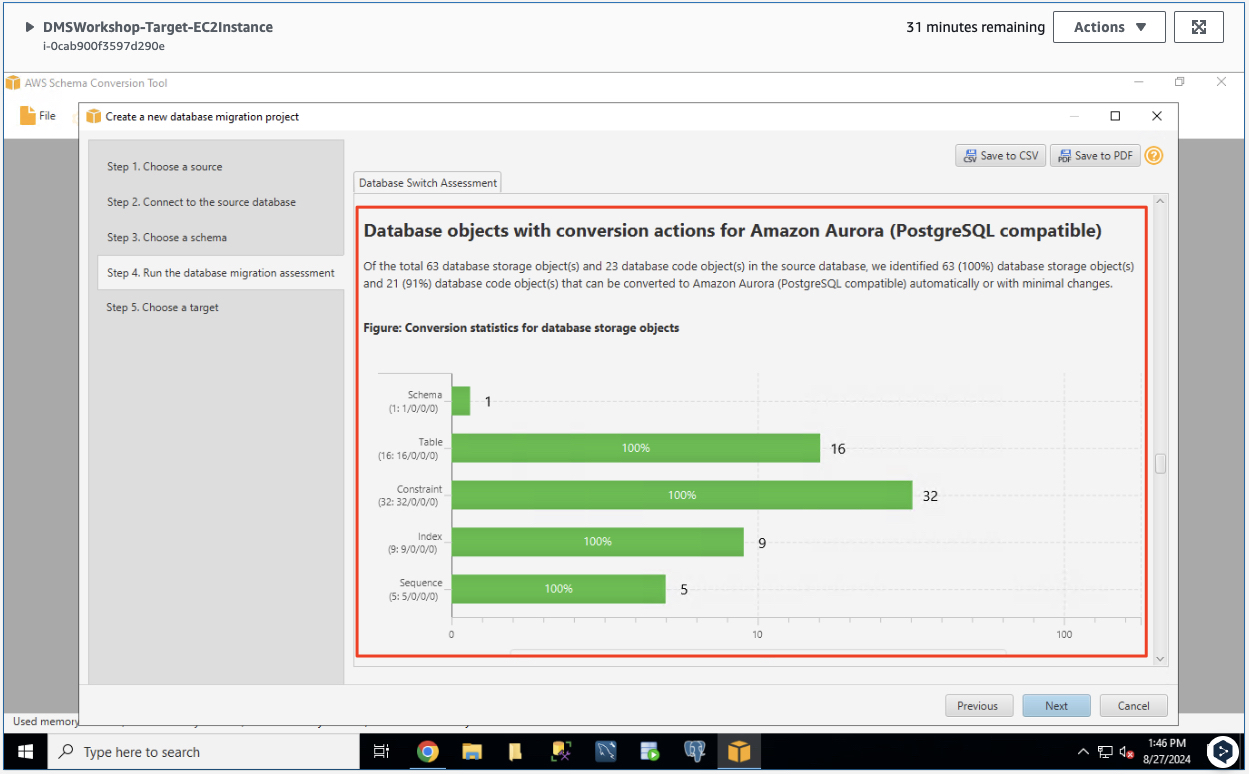 DMSWorkshop-Target-EC2Instance
i-0cab900f3597d290e
31 minutes remaining
Actions
AWS Schema Conversion Tool
File
Create a new database migration project
Step 1. Choose a source
Step 2. Connect to the source database
Step 3. Choose a schema
Step 4. Run the database migration assessment
Step 5. Choose a target
CSV Save to CSV
PDF Save to PDF
?
Database Switch Assessment
Database objects with conversion actions for Amazon Aurora (PostgreSQL compatible)
Of the total 63 database storage object(s) and 23 database code object(s) in the source database, we identified 63 (100%) database storage object(s)
and 21 (91%) database code object(s) that can be converted to Amazon Aurora (PostgreSQL compatible) automatically or with minimal changes.
Figure: Conversion statistics for database storage objects
Schema
(1: 1/0/0/0)
1
Table
(16: 16/0/0/0)
100%
16
Constraint
(32: 32/0/0/0)
100%
32
Index
(9: 9/0/0/0)
100%
9
Sequence
(5: 5/0/0/0)
100%
5
0 10 100
Previous
Next
Cancel
Used memory
Type here to search
1:46 PM
8/27/2024